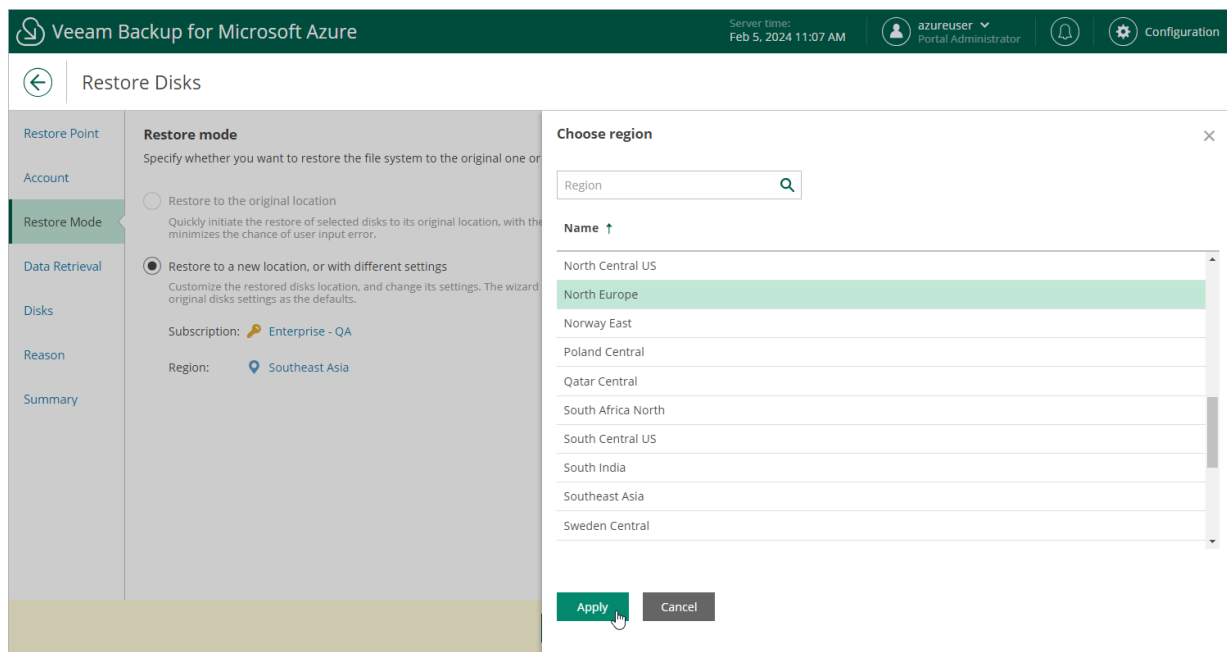 Veeam Backup for Microsoft Azure
Server time:
Feb 5, 2024 11:07 AM
azureuser
Portal Administrator
Configuration
Restore Disks
Restore Point
Account
Restore Mode
Data Retrieval
Disks
Reason
Summary
Restore mode
Specify whether you want to restore the file system to the original one or
Restore to the original location
Quickly initiate the restore of selected disks to its original location, with the
minimizes the chance of user input error.
Restore to a new location, or with different settings
Customize the restored disks location, and change its settings. The wizard
original disks settings as the defaults.
Subscription: Enterprise - QA
Region: Southeast Asia
Choose region
Region
Name
North Central US
North Europe
Norway East
Poland Central
Qatar Central
South Africa North
South Central US
South India
Southeast Asia
Sweden Central
Apply
Cancel